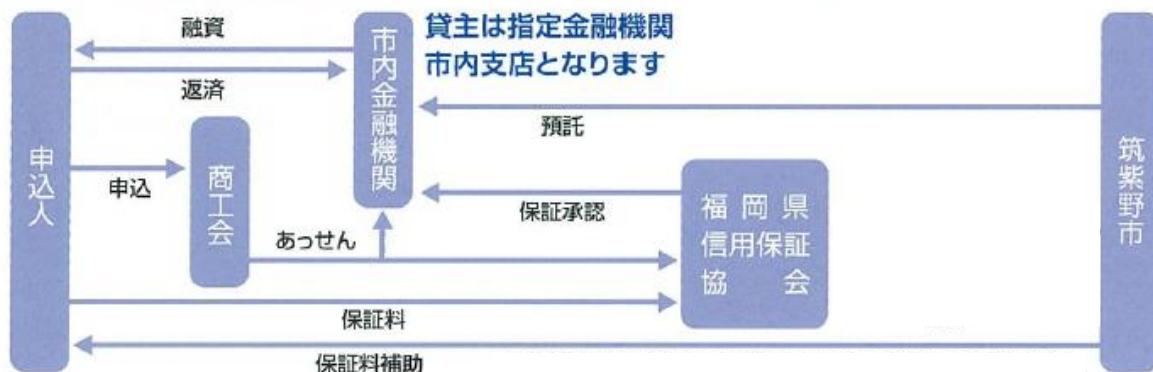 融資
返済
申込人
申込
商工会
市内金融機関
貸主は指定金融機関
市内支店となります
預託
保証承認
福岡県
信用保証
協会
あっせん
保証料
保証料補助
筑紫野市